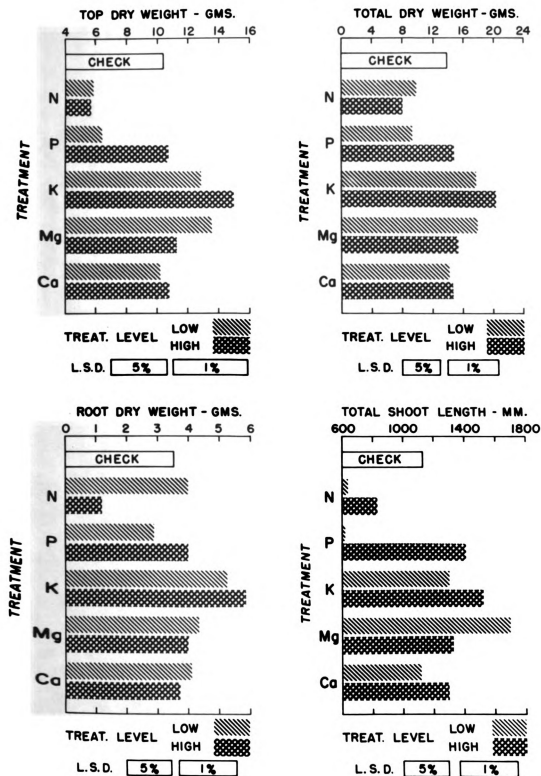 TOP DRY WEIGHT - GMS.
4 6 8 10 12 14 16
CHECK
N
P
K
Mg
Ca
TREATMENT
TREAT. LEVEL LOW
HIGH
L.S.D. 5% 1%
TOTAL DRY WEIGHT - GMS.
0 4 8 12 16 20 24
CHECK
N
P
K
Mg
Ca
TREATMENT
TREAT. LEVEL LOW
HIGH
L.S.D. 5% 1%
ROOT DRY WEIGHT - GMS.
0 1 2 3 4 5 6
CHECK
N
P
K
Mg
Ca
TREATMENT
TREAT. LEVEL LOW
HIGH
L.S.D. 5% 1%
TOTAL SHOOT LENGTH - MM.
600 1000 1400 1800
CHECK
N
P
K
Mg
Ca
TREATMENT
TREAT. LEVEL LOW
HIGH
L.S.D. 5% 1%